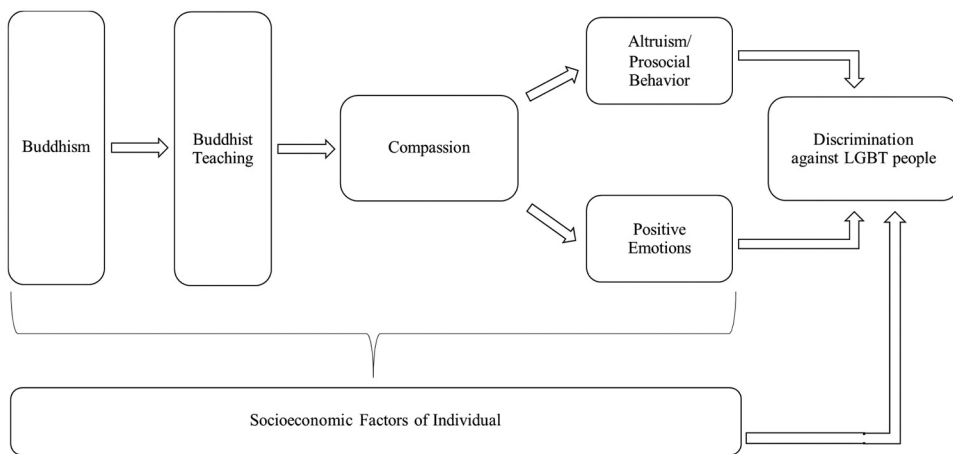 Buddhism
Buddhist
Teaching
Compassion
Altruism/
Prosocial
Behavior
Positive
Emotions
Discrimination
against LGBT people
Socioeconomic Factors of Individual